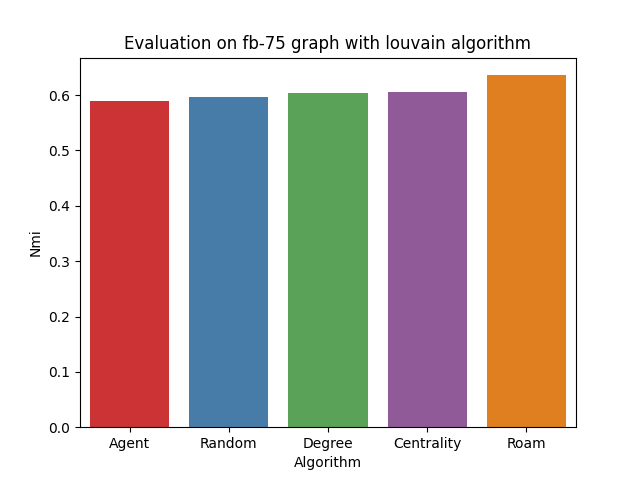 Evaluation on fb-75 graph with louvain algorithm
Nmi
0.6
0.5
0.4
0.3
0.2
0.1
0.0
Agent Random Degree Centrality Roam
Algorithm